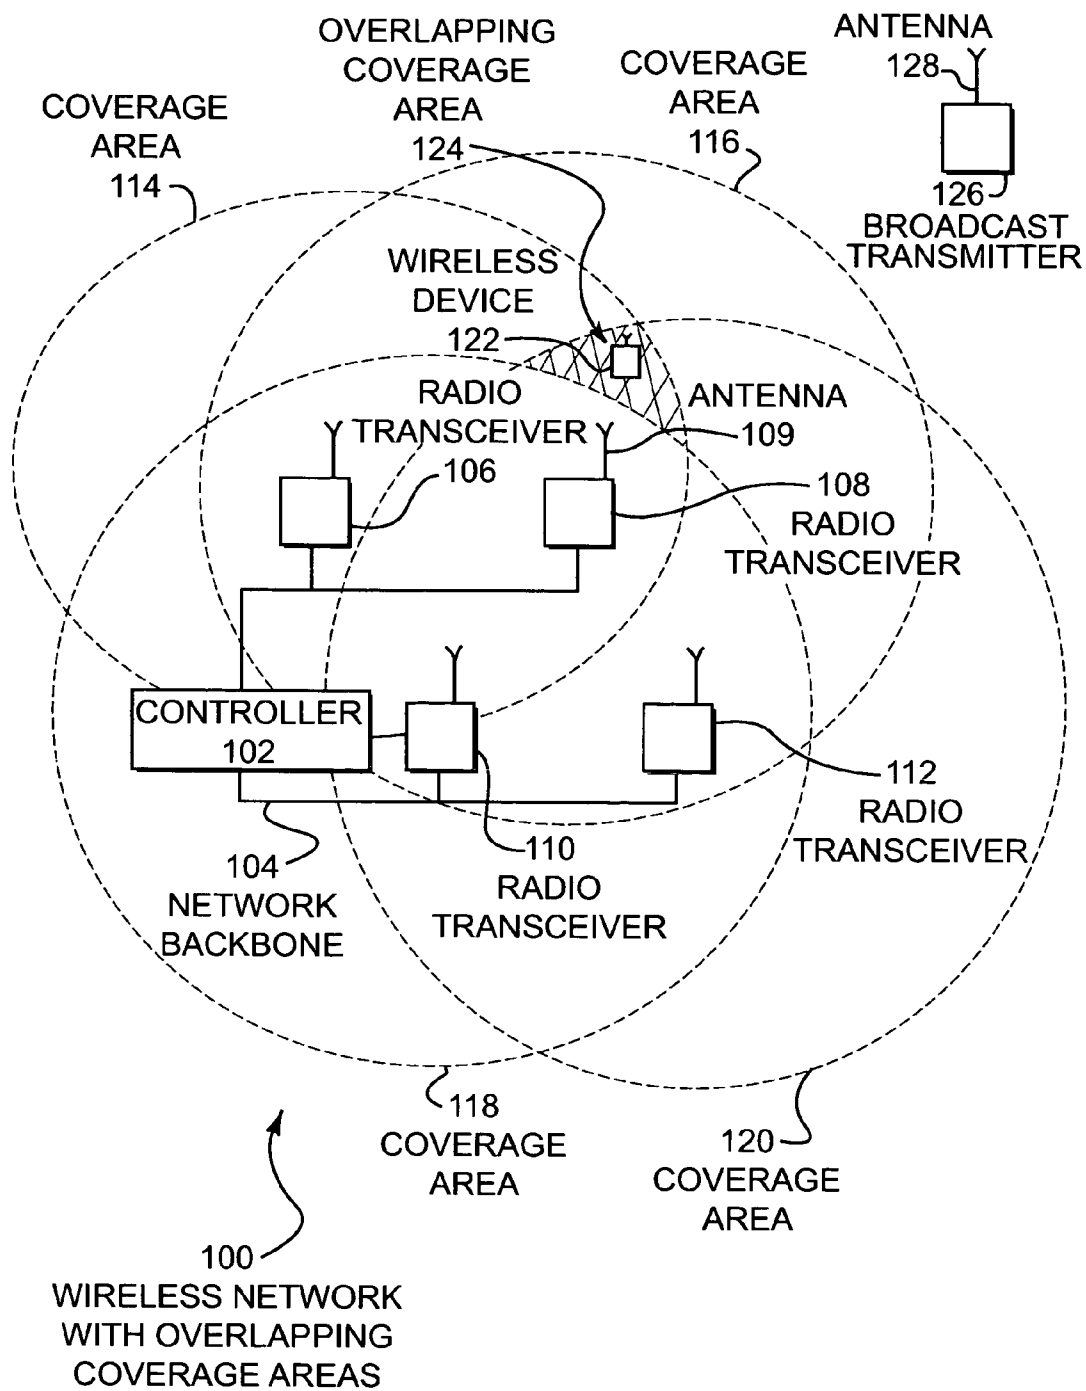 OVERLAPPING
COVERAGE
AREA
124
COVERAGE
AREA
116
ANTENNA
128
126
BROADCAST
TRANSMITTER
COVERAGE
AREA
114
WIRELESS
DEVICE
122
RADIO
TRANSCEIVER
106
ANTENNA
109
108
RADIO
TRANSCEIVER
CONTROLLER
102
112
RADIO
TRANSCEIVER
110
RADIO
TRANSCEIVER
104
NETWORK
BACKBONE
118
COVERAGE
AREA
120
COVERAGE
AREA
100
WIRELESS NETWORK
WITH OVERLAPPING
COVERAGE AREAS